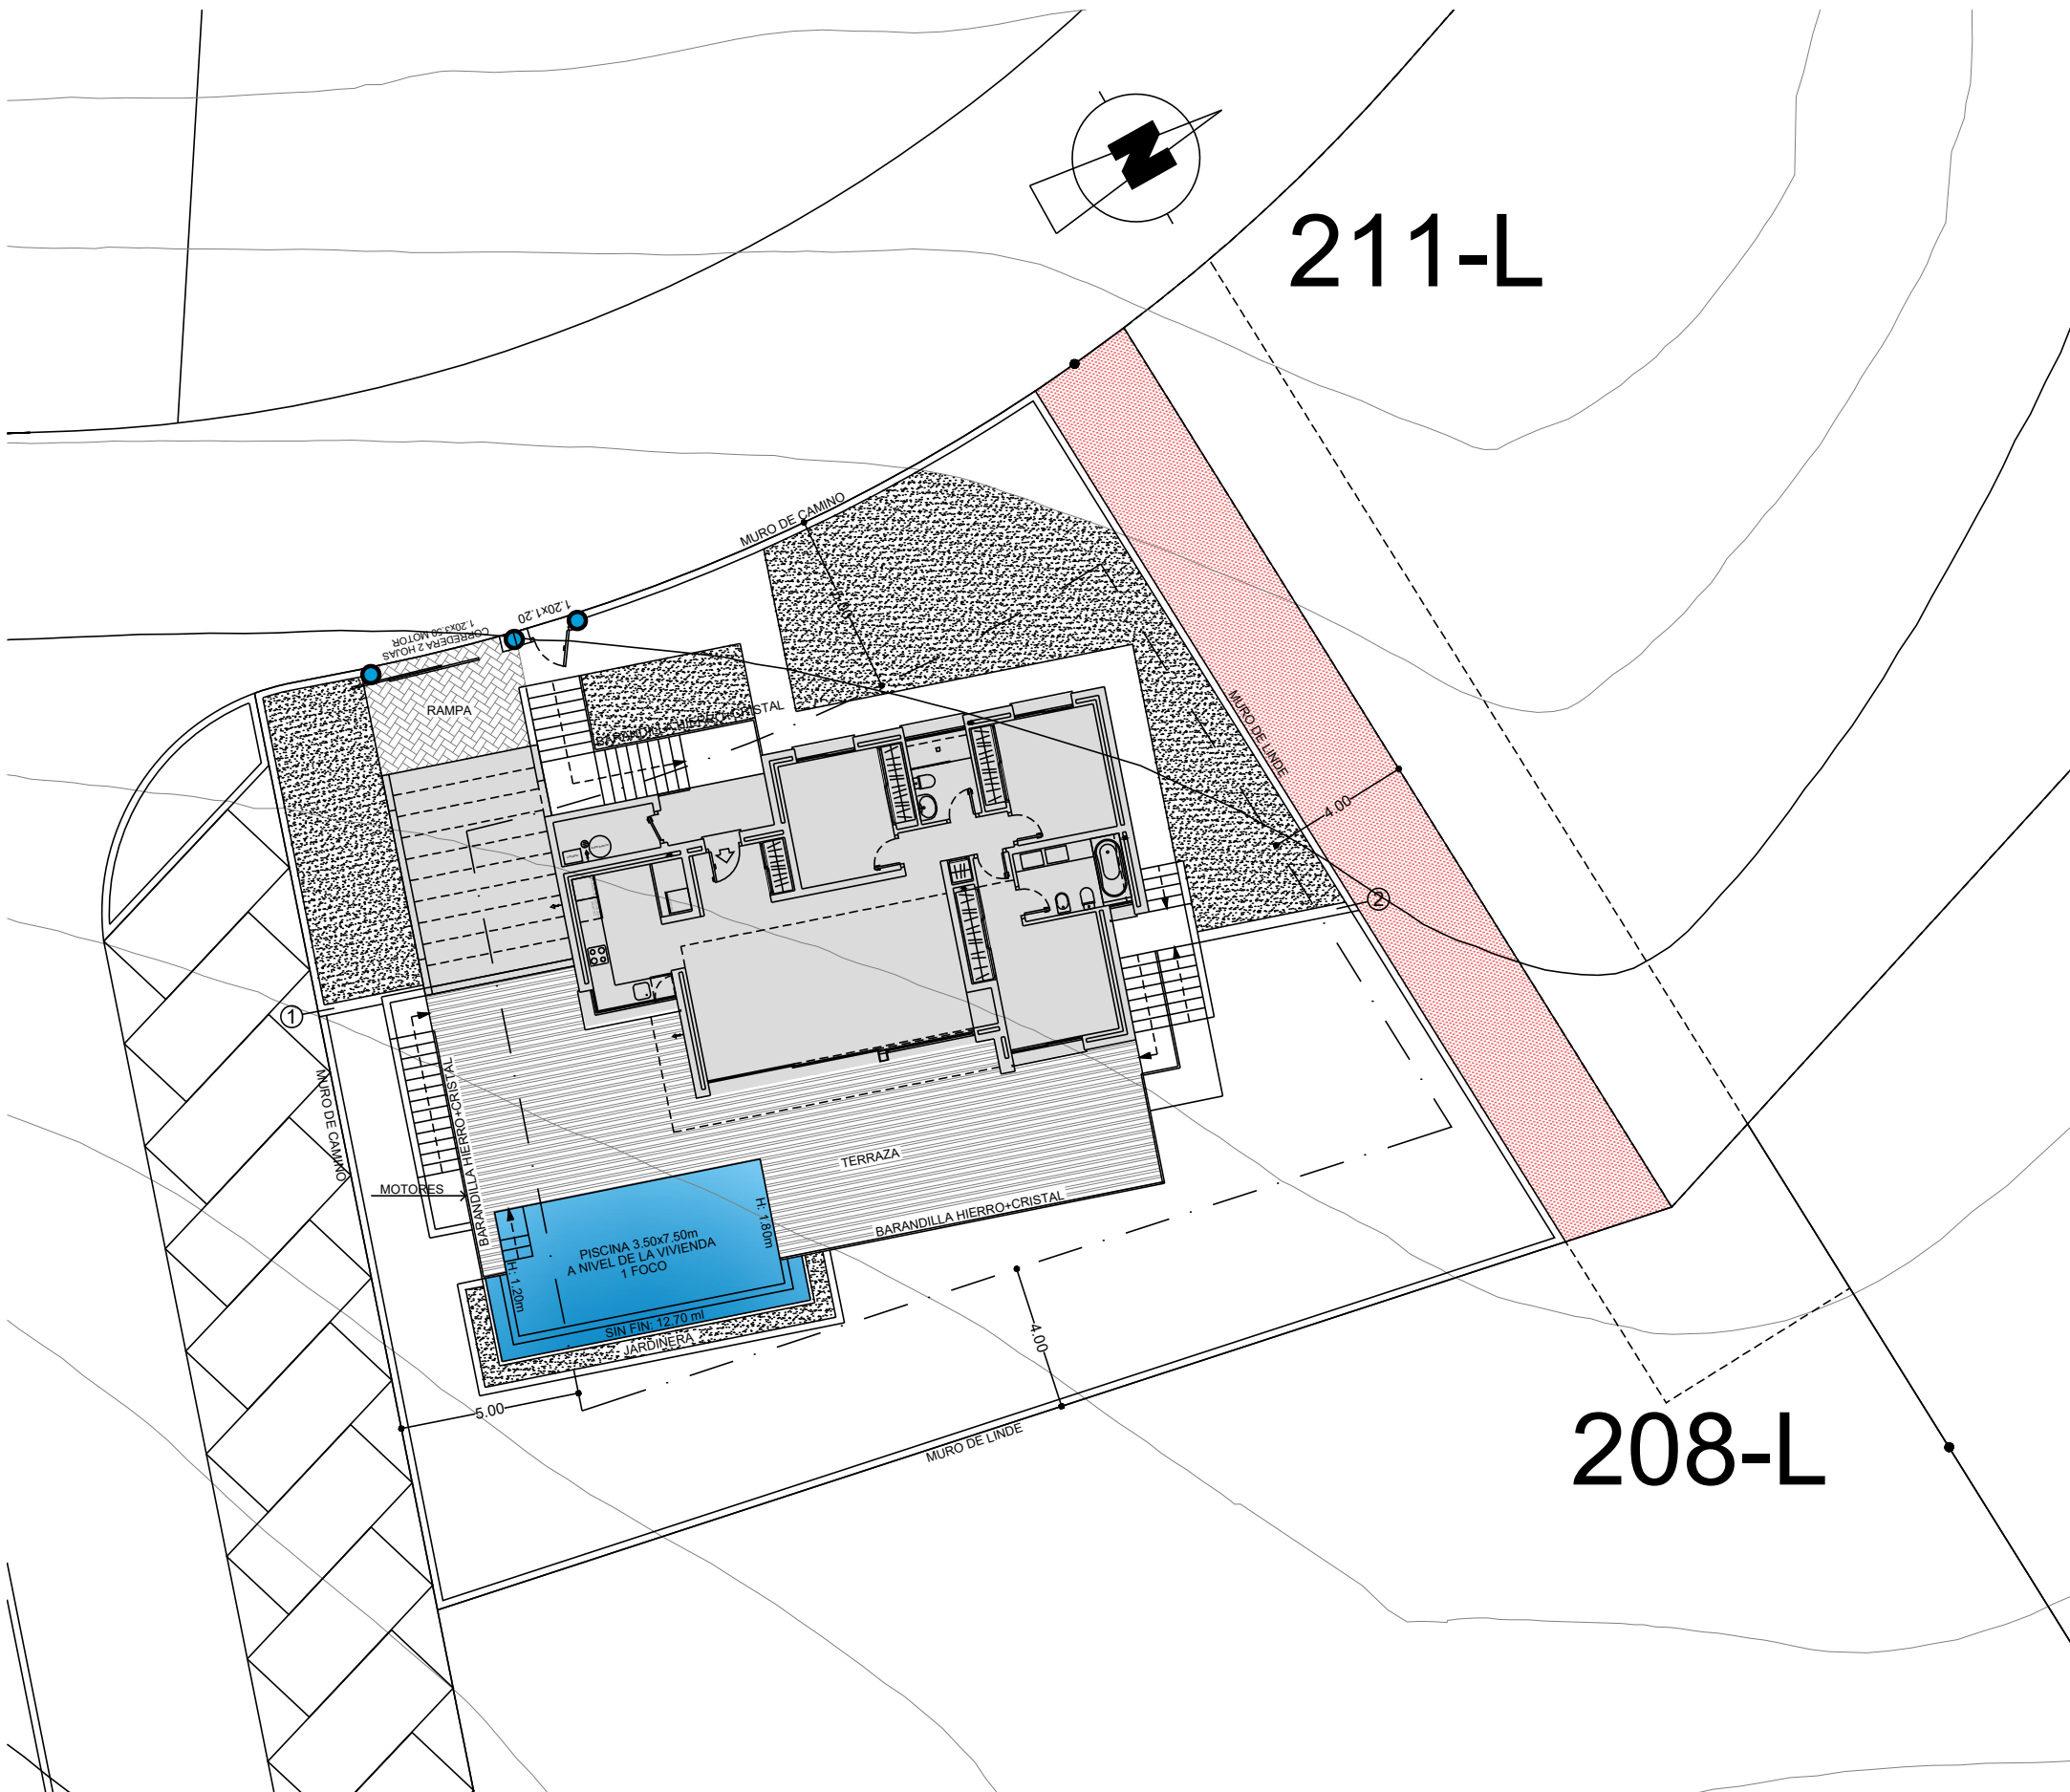 N
211-L
MURO DE CAMINO
1.20x1.20
CORREDERA 2 HOJAS
1.20x3.50 MOTOR
RAMPA
BARANDILLA HIERRO+CRISTAL
MURO DE LINDE
4.00
2
1
MURO DE CAMINO
BARANDILLA HIERRO+CRISTAL
MOTORES
TERRAZA
BARANDILLA HIERRO+CRISTAL
PISCINA 3.50x7.50m
A NIVEL DE LA VIVIENDA
1 FOCO
H: 1.80m
H: 1.20m
SIN FIN: 12.70 ml
JARDINERA
4.00
5.00
MURO DE LINDE
208-L